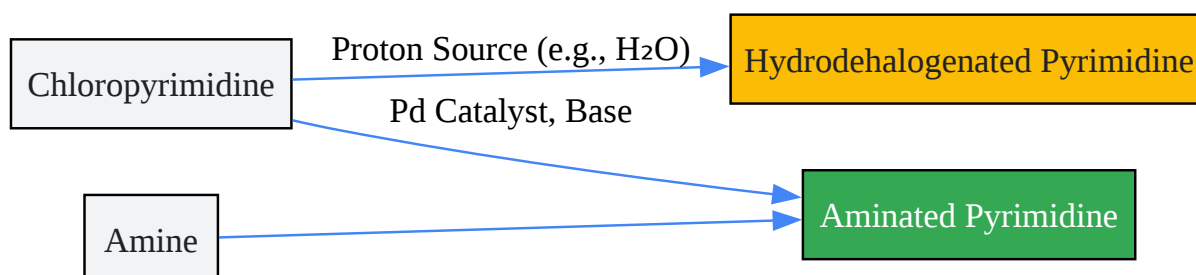 Chloropyrimidine
Proton Source (e.g., H₂O)
Hydrodehalogenated Pyrimidine
Pd Catalyst, Base
Amine
Aminated Pyrimidine